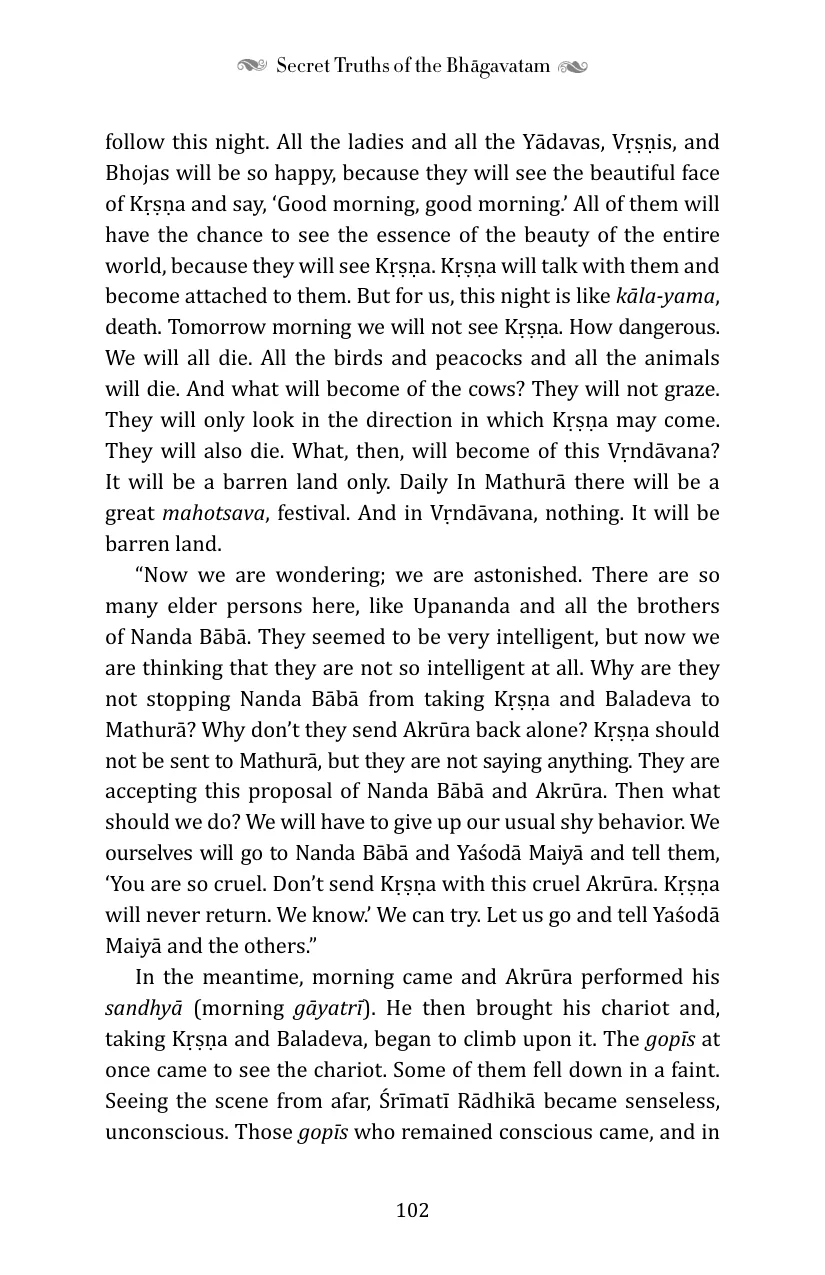 Secret Truths of the Bhāgavatam
follow this night. All the ladies and all the Yādavas, Vṛṣṇis, and
Bhojas will be so happy, because they will see the beautiful face
of Kṛṣṇa and say, ‘Good morning, good morning.’ All of them will
have the chance to see the essence of the beauty of the entire
world, because they will see Kṛṣṇa. Kṛṣṇa will talk with them and
become attached to them. But for us, this night is like kāla-yama,
death. Tomorrow morning we will not see Kṛṣṇa. How dangerous.
We will all die. All the birds and peacocks and all the animals
will die. And what will become of the cows? They will not graze.
They will only look in the direction in which Kṛṣṇa may come.
They will also die. What, then, will become of this Vṛndāvana?
It will be a barren land only. Daily In Mathurā there will be a
great mahotsava, festival. And in Vṛndāvana, nothing. It will be
barren land.
“Now we are wondering; we are astonished. There are so
many elder persons here, like Upananda and all the brothers
of Nanda Bābā. They seemed to be very intelligent, but now we
are thinking that they are not so intelligent at all. Why are they
not stopping Nanda Bābā from taking Kṛṣṇa and Baladeva to
Mathurā? Why don’t they send Akrūra back alone? Kṛṣṇa should
not be sent to Mathurā, but they are not saying anything. They are
accepting this proposal of Nanda Bābā and Akrūra. Then what
should we do? We will have to give up our usual shy behavior. We
ourselves will go to Nanda Bābā and Yaśodā Maiyā and tell them,
‘You are so cruel. Don’t send Kṛṣṇa with this cruel Akrūra. Kṛṣṇa
will never return. We know.’ We can try. Let us go and tell Yaśodā
Maiyā and the others.”
In the meantime, morning came and Akrūra performed his
sandhyā (morning gāyatrī). He then brought his chariot and,
taking Kṛṣṇa and Baladeva, began to climb upon it. The gopīs at
once came to see the chariot. Some of them fell down in a faint.
Seeing the scene from afar, Śrīmatī Rādhikā became senseless,
unconscious. Those gopīs who remained conscious came, and in
102